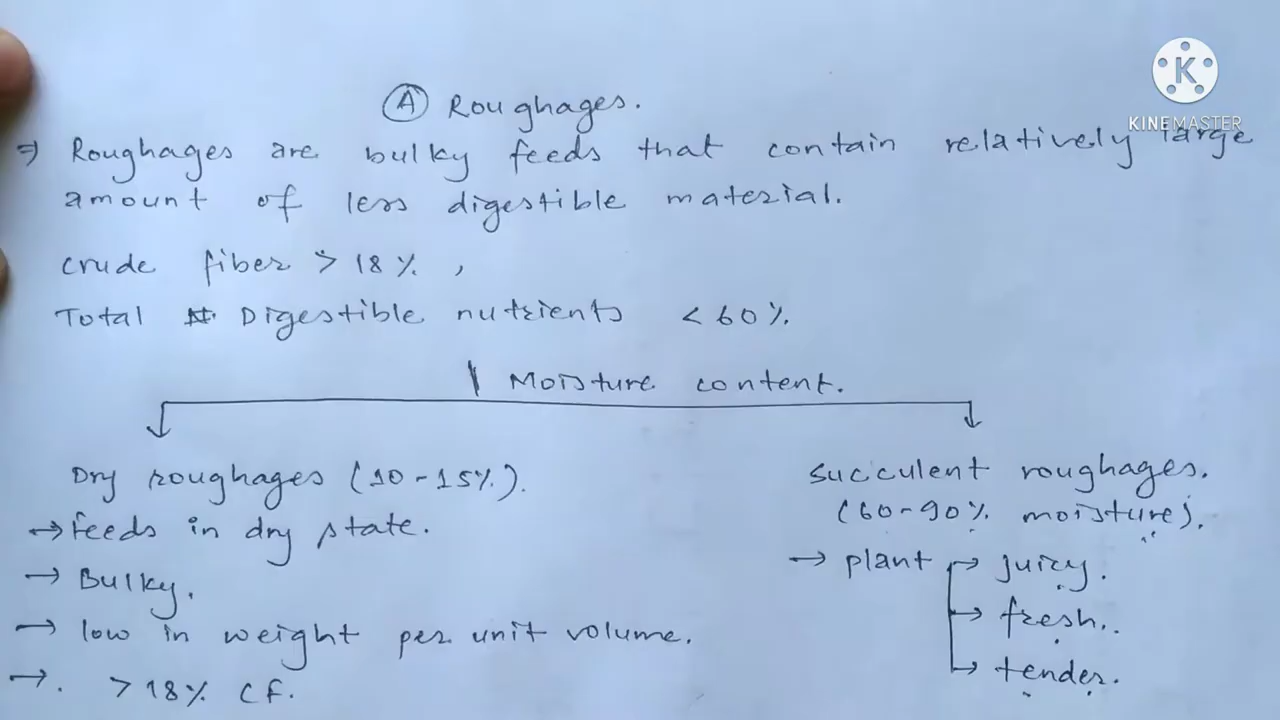 Ⓐ Roughages.
K
KINEMASTER
⇒ Roughages are bulky feeds that contain relatively large
amount of less digestible material.
Crude fiber > 18%,
Total Digestible nutrients < 60%.
Moisture content.
Dry roughages (10-15%).
→ feeds in dry state.
→ Bulky.
→ low in weight per unit volume.
→. > 18% CF.
Succulent roughages.
(60-90% moisture).
→ plant → juicy.
→ fresh.
→ tender.